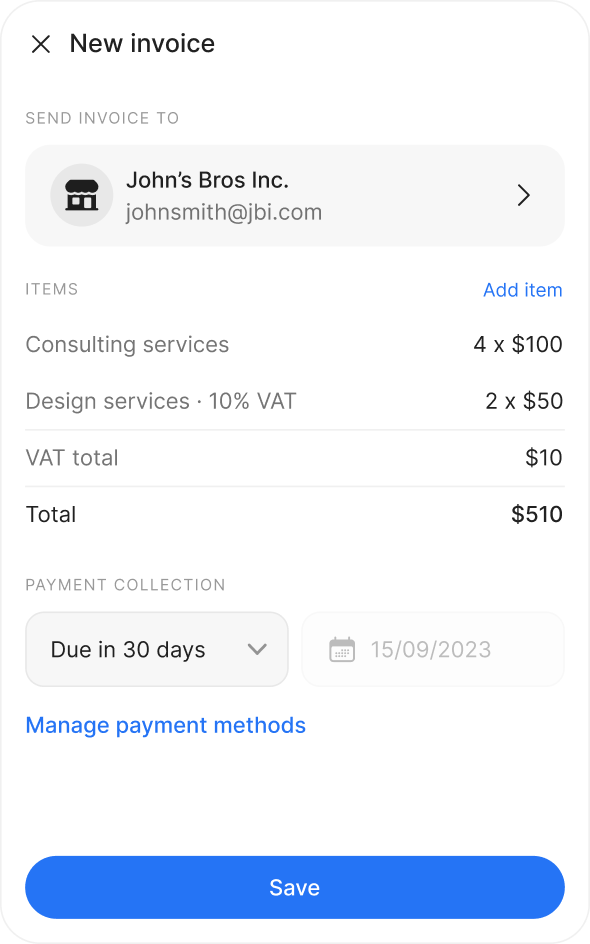 New invoice
SEND INVOICE TO
John’s Bros Inc.
johnsmith@jbi.com
ITEMS Add item
Consulting services 4 x $100
Design services · 10% VAT 2 x $50
VAT total $10
Total $510
PAYMENT COLLECTION
Due in 30 days 15/09/2023
Manage payment methods
Save